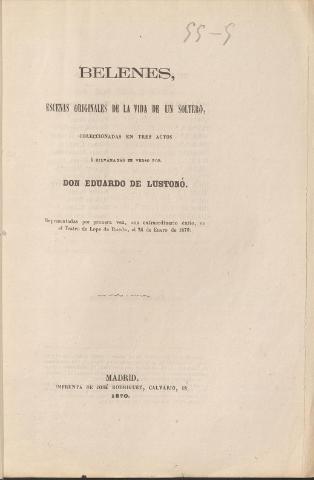 55-5
BELENES,
ESCENAS ORIGINALES DE LA VIDA DE UN SOLTERO,
COLECCIONADAS EN TRES ACTOS
É HILVANADAS EN VERSO POR
DON EDUARDO DE LUSTONÓ.
Representadas por primera vez, con extraordinario éxito, en
el Teatro de Lope de Rueda, el 24 de Enero de 1870.
MADRID.
IMPRENTA DE JOSÉ RODRIGUEZ, CALVARIO, 18.
1870.